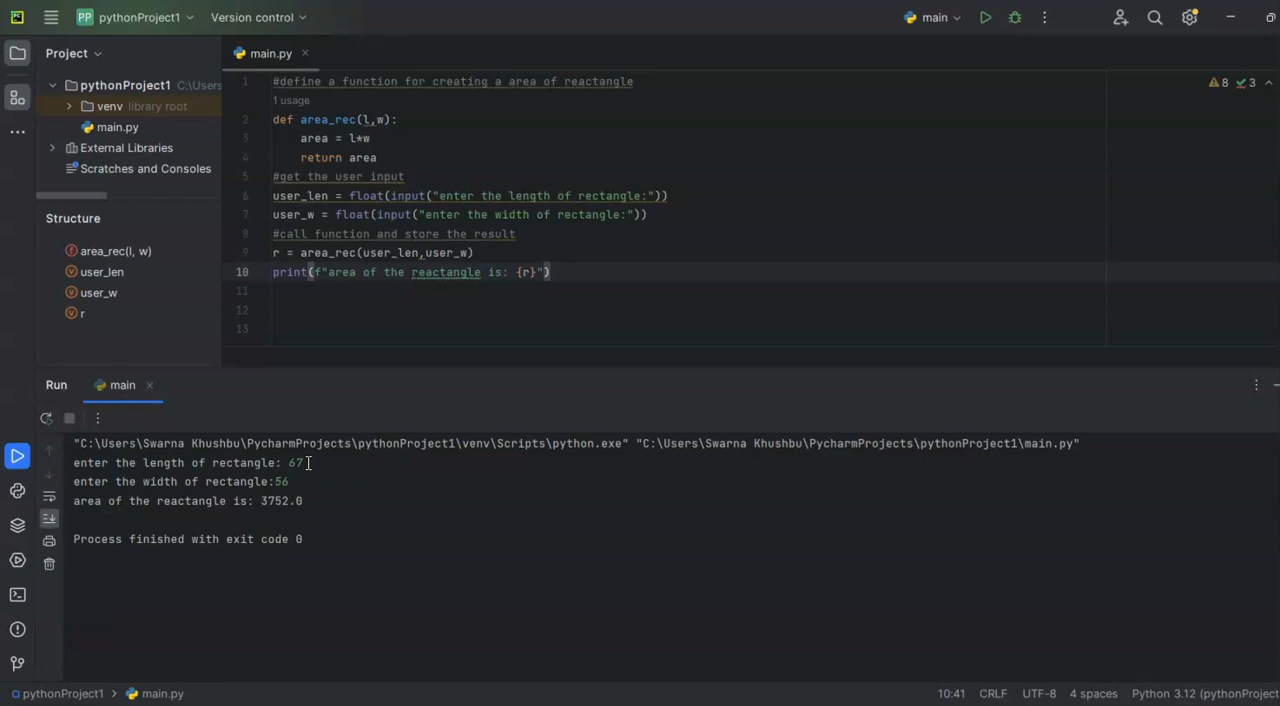 PP pythonProject1 Version control main
Project
main.py
pythonProject1 C:\Users
venv library root
main.py
External Libraries
Scratches and Consoles
Structure
area_rec(l, w)
user_len
user_w
r
8 3
1 #define a function for creating a area of reactangle
1 usage
2 def area_rec(l,w):
3 area = l*w
4 return area
5 #get the user input
6 user_len = float(input("enter the length of rectangle:"))
7 user_w = float(input("enter the width of rectangle:"))
8 #call function and store the result
9 r = area_rec(user_len,user_w)
10 print(f"area of the reactangle is: {r}")
11
12
13
Run main
"C:\Users\Swarna Khushbu\PycharmProjects\pythonProject1\venv\Scripts\python.exe" "C:\Users\Swarna Khushbu\PycharmProjects\pythonProject1\main.py"
enter the length of rectangle: 67
enter the width of rectangle:56
area of the reactangle is: 3752.0
Process finished with exit code 0
pythonProject1 main.py 10:41 CRLF UTF-8 4 spaces Python 3.12 (pythonProject1